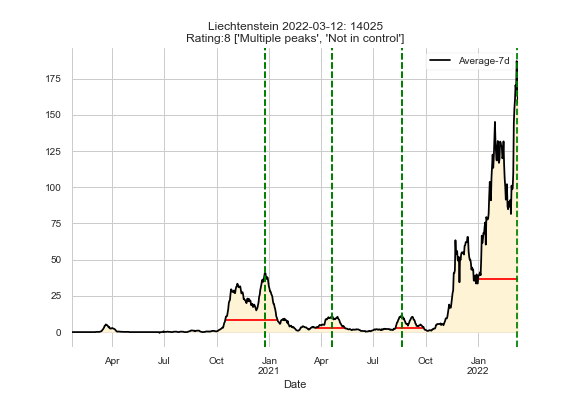 Liechtenstein 2022-03-12: 14025
Rating:8 ['Multiple peaks', 'Not in control']
Average-7d
175
150
125
100
75
50
25
0
Apr Jul Oct Jan Apr Jul Oct Jan
2021 2022
Date